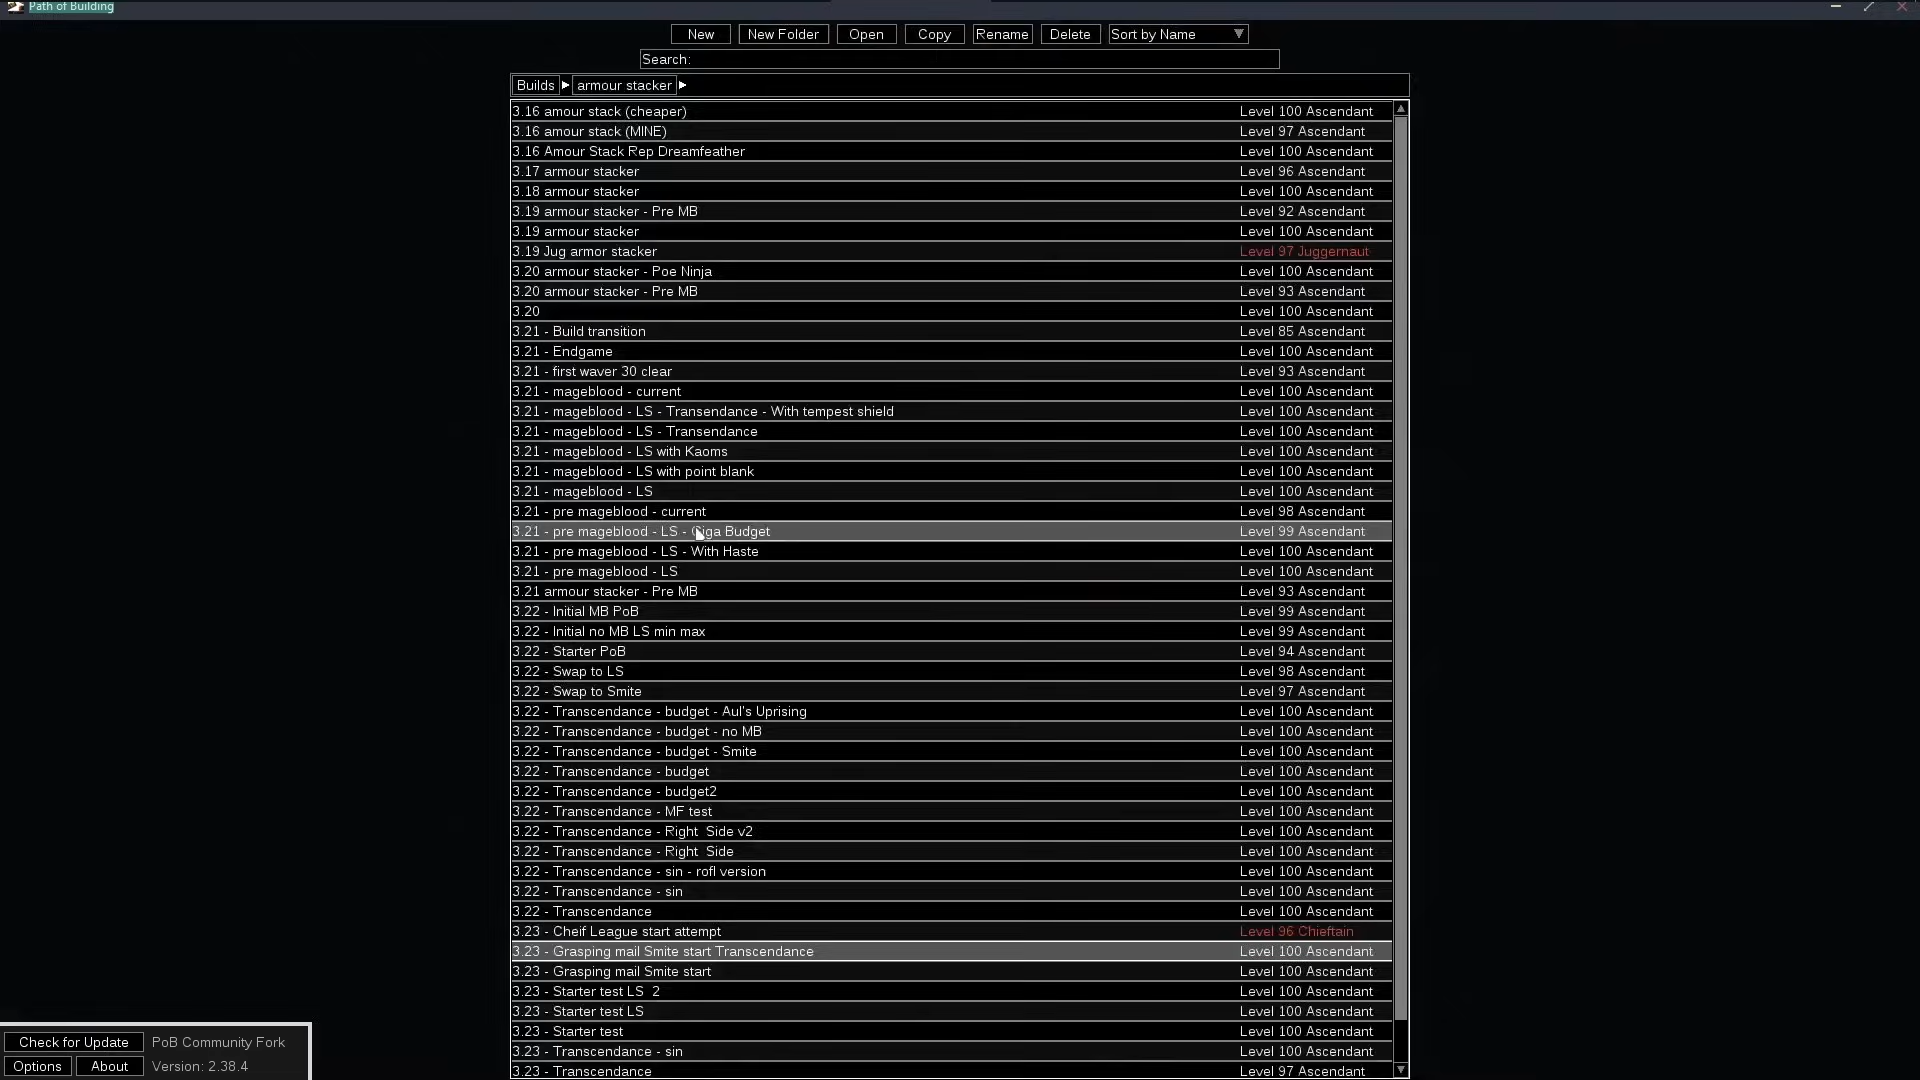 Path of Building
New New Folder Open Copy Rename Delete Sort by Name
Search:
Builds armour stacker
3.16 amour stack (cheaper) Level 100 Ascendant
3.16 amour stack (MINE) Level 97 Ascendant
3.16 Amour Stack Rep Dreamfeather Level 100 Ascendant
3.17 armour stacker Level 96 Ascendant
3.18 armour stacker Level 100 Ascendant
3.19 armour stacker - Pre MB Level 92 Ascendant
3.19 armour stacker Level 100 Ascendant
3.19 Jug armor stacker Level 97 Juggernaut
3.20 armour stacker - Poe Ninja Level 100 Ascendant
3.20 armour stacker - Pre MB Level 93 Ascendant
3.20 Level 100 Ascendant
3.21 - Build transition Level 85 Ascendant
3.21 - Endgame Level 100 Ascendant
3.21 - first waver 30 clear Level 93 Ascendant
3.21 - mageblood - current Level 100 Ascendant
3.21 - mageblood - LS - Transendance - With tempest shield Level 100 Ascendant
3.21 - mageblood - LS - Transendance Level 100 Ascendant
3.21 - mageblood - LS with Kaoms Level 100 Ascendant
3.21 - mageblood - LS with point blank Level 100 Ascendant
3.21 - mageblood - LS Level 100 Ascendant
3.21 - pre mageblood - current Level 98 Ascendant
3.21 - pre mageblood - LS - Giga Budget Level 99 Ascendant
3.21 - pre mageblood - LS - With Haste Level 100 Ascendant
3.21 - pre mageblood - LS Level 100 Ascendant
3.21 armour stacker - Pre MB Level 93 Ascendant
3.22 - Initial MB PoB Level 99 Ascendant
3.22 - Initial no MB LS min max Level 99 Ascendant
3.22 - Starter PoB Level 94 Ascendant
3.22 - Swap to LS Level 98 Ascendant
3.22 - Swap to Smite Level 97 Ascendant
3.22 - Transcendance - budget - Aul's Uprising Level 100 Ascendant
3.22 - Transcendance - budget - no MB Level 100 Ascendant
3.22 - Transcendance - budget - Smite Level 100 Ascendant
3.22 - Transcendance - budget Level 100 Ascendant
3.22 - Transcendance - budget2 Level 100 Ascendant
3.22 - Transcendance - MF test Level 100 Ascendant
3.22 - Transcendance - Right  Side v2 Level 100 Ascendant
3.22 - Transcendance - Right  Side Level 100 Ascendant
3.22 - Transcendance - sin - rofl version Level 100 Ascendant
3.22 - Transcendance - sin Level 100 Ascendant
3.22 - Transcendance Level 100 Ascendant
3.23 - Cheif League start attempt Level 96 Chieftain
3.23 - Grasping mail Smite start Transcendance Level 100 Ascendant
3.23 - Grasping mail Smite start Level 100 Ascendant
3.23 - Starter test LS  2 Level 100 Ascendant
3.23 - Starter test LS Level 100 Ascendant
3.23 - Starter test Level 100 Ascendant
3.23 - Transcendance - sin Level 100 Ascendant
3.23 - Transcendance Level 97 Ascendant
Check for Update PoB Community Fork
Options About Version: 2.38.4